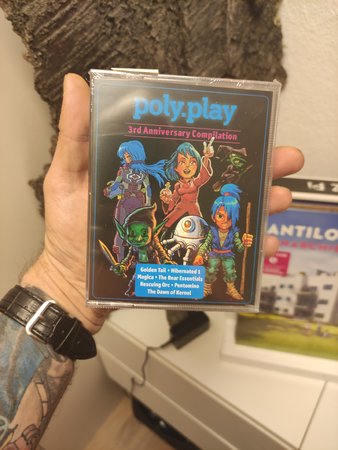 poly.play
3rd Anniversary Compilation
Golden Tail • Hibernated 1
Magica • The Bear Essentials
Rescuing Orc • Pentomino
The Dawn of Kernel
ANTILO